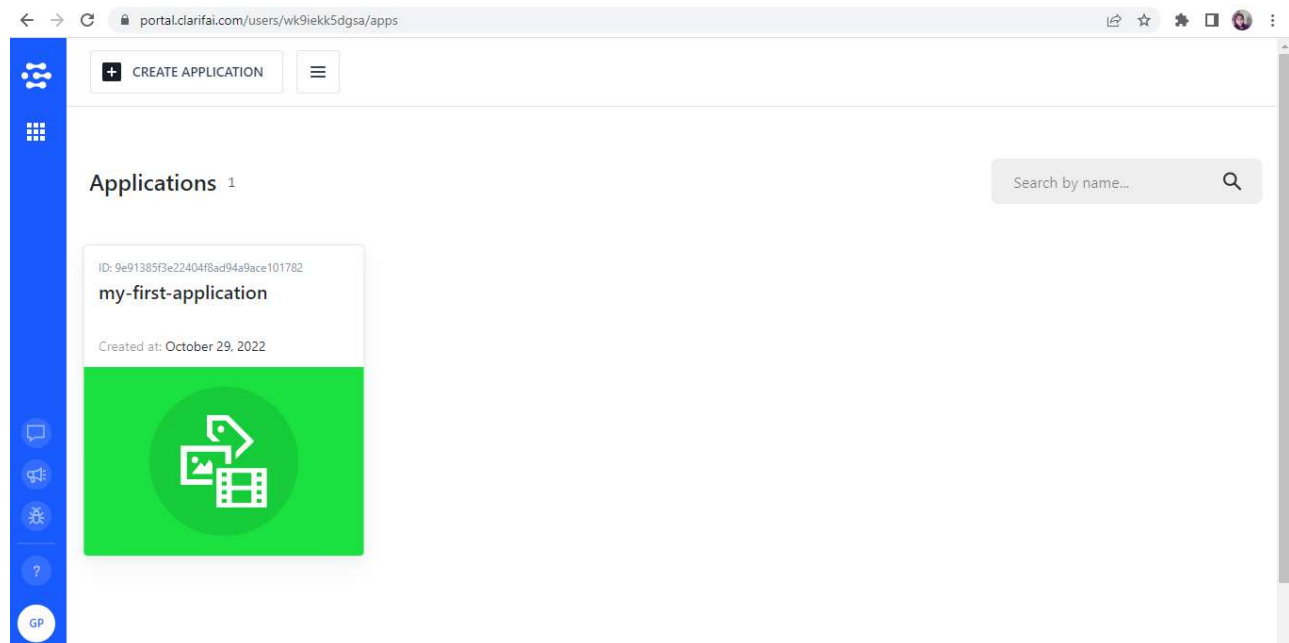 portal.clarifai.com/users/wk9iekk5dgsa/apps
CREATE APPLICATION
Applications 1
Search by name...
ID: 9e91385f3e22404f8ad94a9ace101782
my-first-application
Created at: October 29, 2022
?
GP